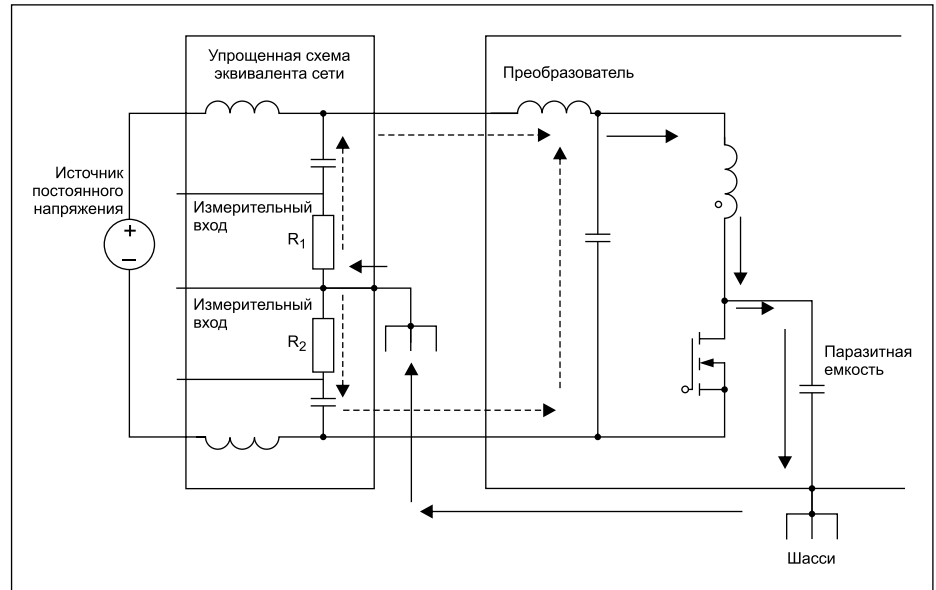 Упрощенная схема
эквивалента сети
Преобразователь
Источник
постоянного
напряжения
+
–
Измерительный
вход
R1
Измерительный
вход
R2
Паразитная
емкость
Шасси